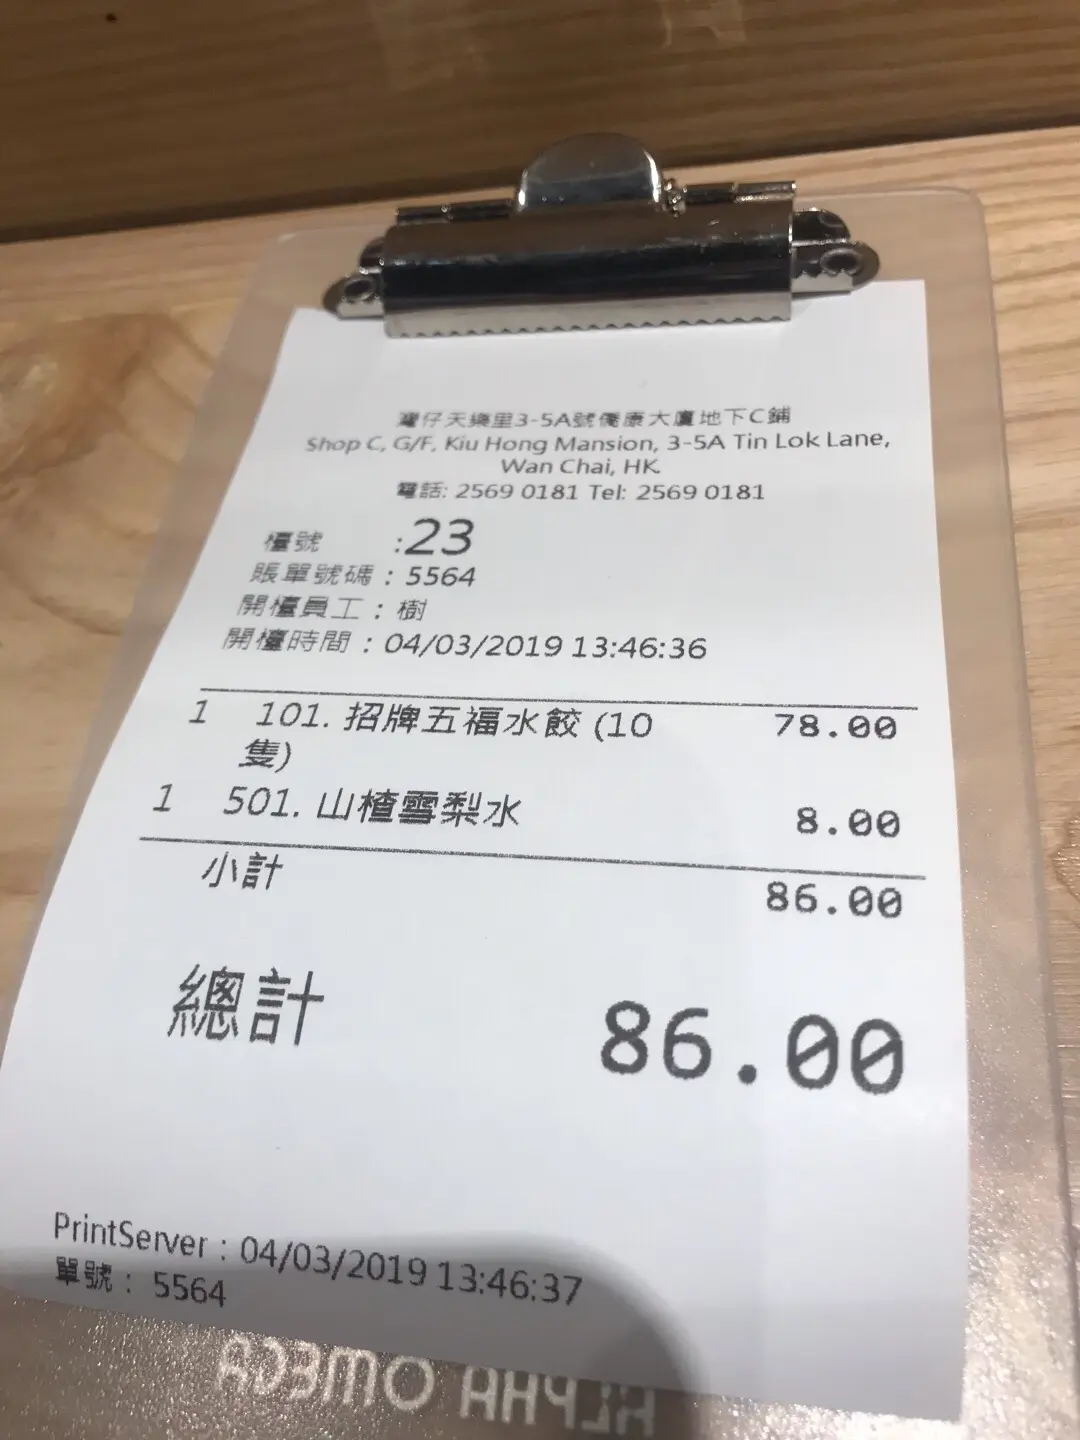 灣仔天樂里3-5A號僑康大廈地下C鋪
Shop C, G/F, Kiu Hong Mansion, 3-5A Tin Lok Lane,
Wan Chai, HK
電話: 2569 0181 Tel: 2569 0181
檯號 :23
賬單號碼 : 5564
開檯員工 : 樹
開檯時間 : 04/03/2019 13:46:36
1 101. 招牌五福水餃 (10 78.00
隻)
1 501. 山楂雪梨水 8.00
小計 86.00
總計 86.00
PrintServer : 04/03/2019 13:46:37
單號 : 5564
ALPHA OMEGA